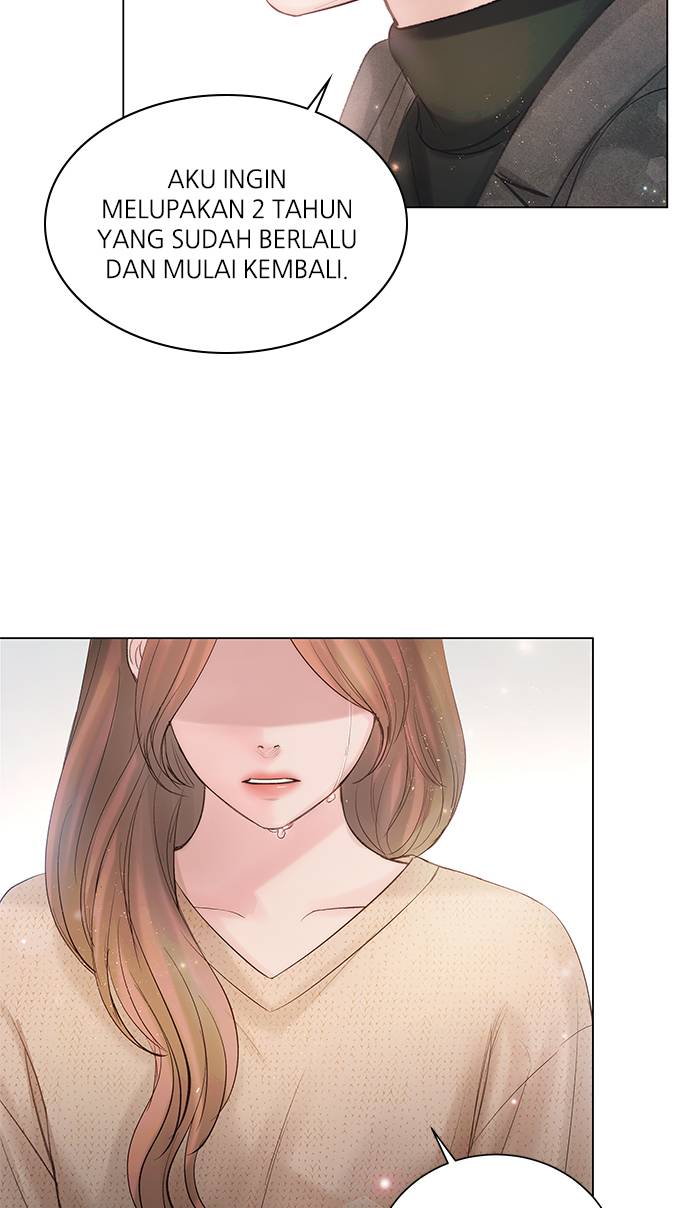 AKU INGIN
MELUPAKAN 2 TAHUN
YANG SUDAH BERLALU
DAN MULAI KEMBALI.